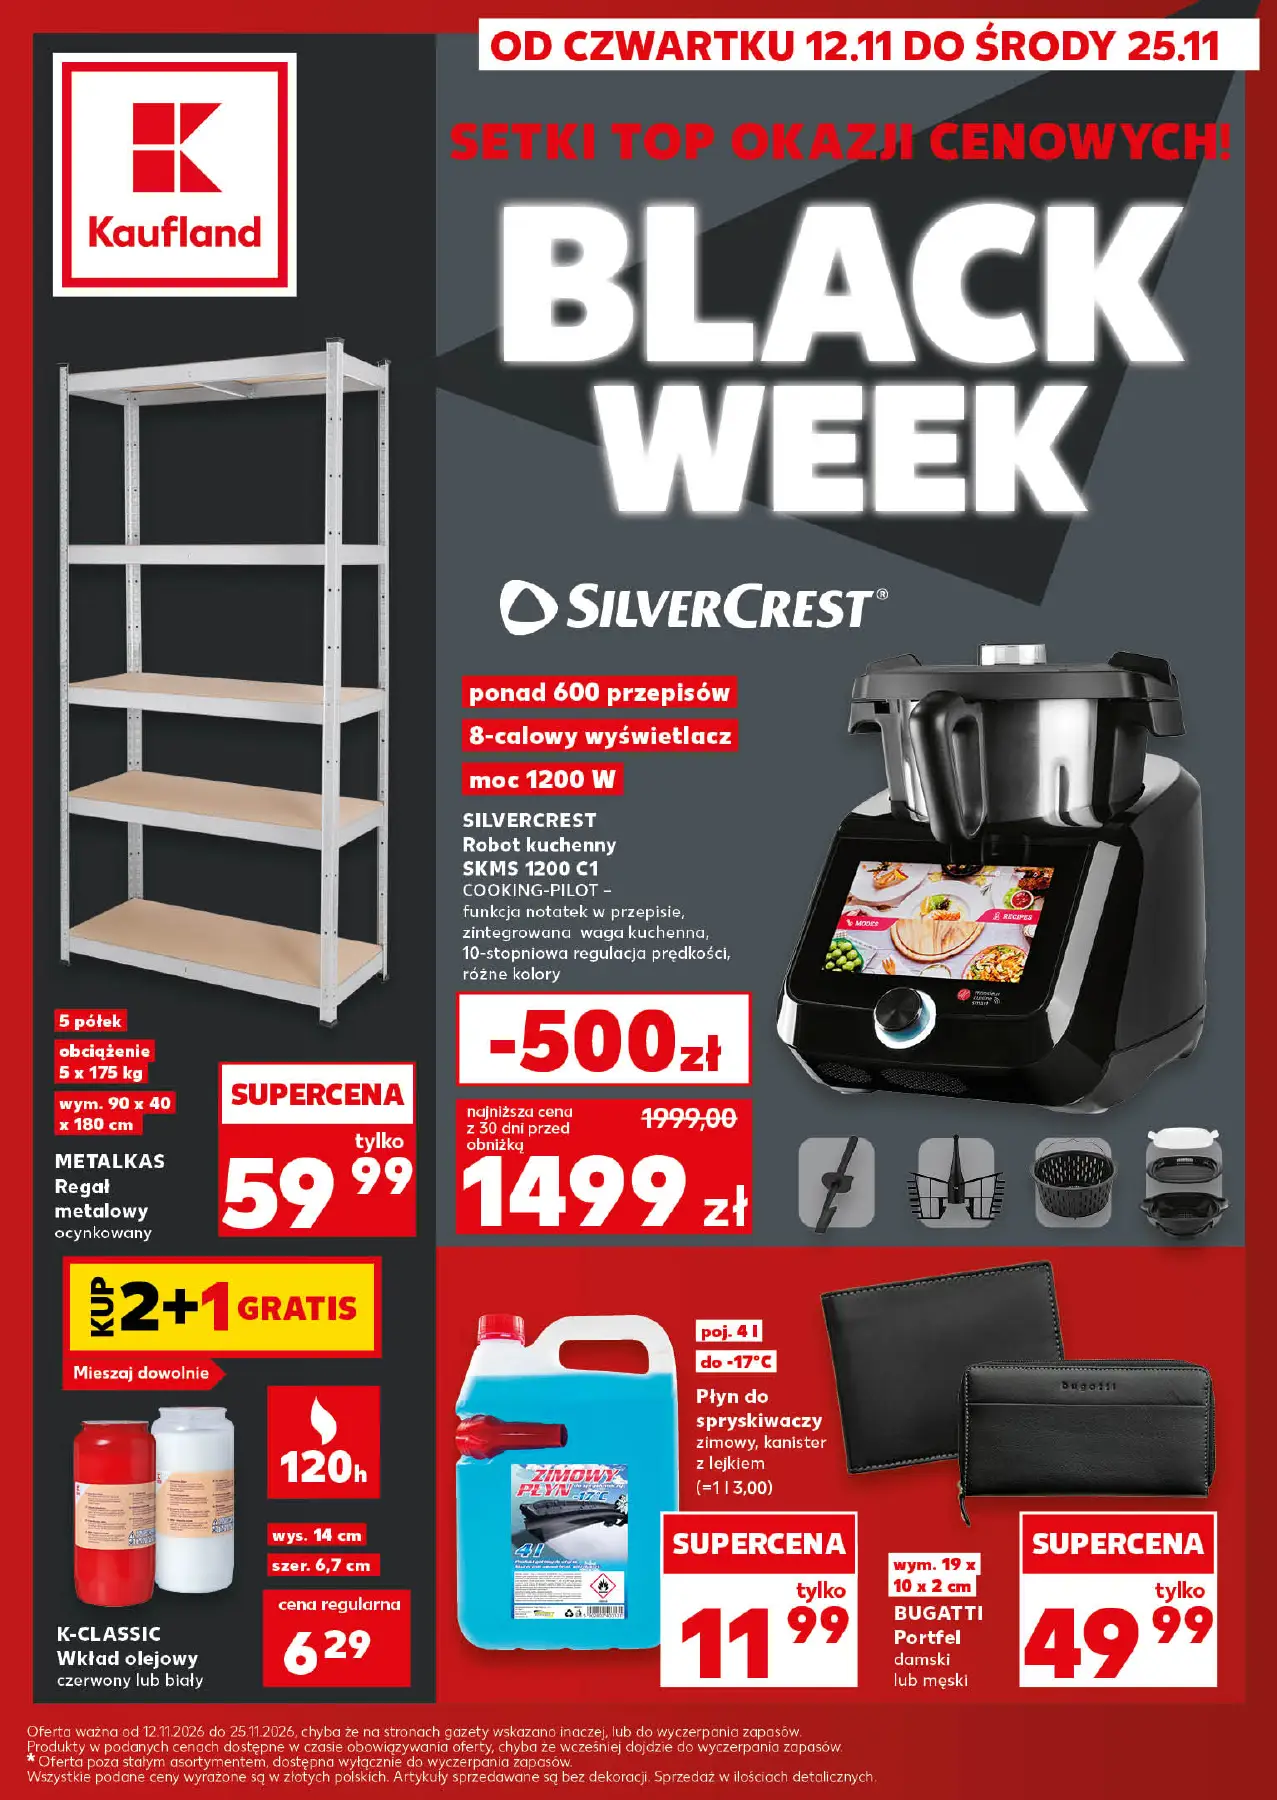 OD CZWARTKU 12.11 DO ŚRODY 25.11
Kaufland
SETKI TOP OKAZJI CENOWYCH!
BLACK
WEEK
SILVERCREST®
ponad 600 przepisów
8-calowy wyświetlacz
moc 1200 W
SILVERCREST
Robot kuchenny
SKMS 1200 C1
COOKING-PILOT –
funkcja notatek w przepisie,
zintegrowana waga kuchenna,
10-stopniowa regulacja prędkości,
różne kolory
-500 zł
najniższa cena
z 30 dni przed
obniżką
1999,00
1499 zł
MODES
RECIPES
monsieur
cuisine
smart
5 półek
obciążenie
5 x 175 kg
wym. 90 x 40
x 180 cm
METALKAS
Regał
metalowy
ocynkowany
SUPERCENA
tylko
59 99
KUP 2+1 GRATIS
Mieszaj dowolnie
120h
wys. 14 cm
szer. 6,7 cm
cena regularna
6 29
K-CLASSIC
Wkład olejowy
czerwony lub biały
poj. 4 l
do -17°C
Płyn do
spryskiwaczy
zimowy, kanister
z lejkiem
(=1 l 3,00)
ZIMOWY
PŁYN
4l
SUPERCENA
tylko
11 99
bugatti
wym. 19 x
10 x 2 cm
BUGATTI
Portfel
damski
lub męski
SUPERCENA
tylko
49 99
Oferta ważna od 12.11.2026 do 25.11.2026, chyba że na stronach gazety wskazano inaczej, lub do wyczerpania zapasów.
Produkty w podanych cenach dostępne w czasie obowiązywania oferty, chyba że wcześniej dojdzie do wyczerpania zapasów.
* Oferta poza stałym asortymentem, dostępna wyłącznie do wyczerpania zapasów.
Wszystkie podane ceny wyrażone są w złotych polskich. Artykuły sprzedawane są bez dekoracji. Sprzedaż w ilościach detalicznych.